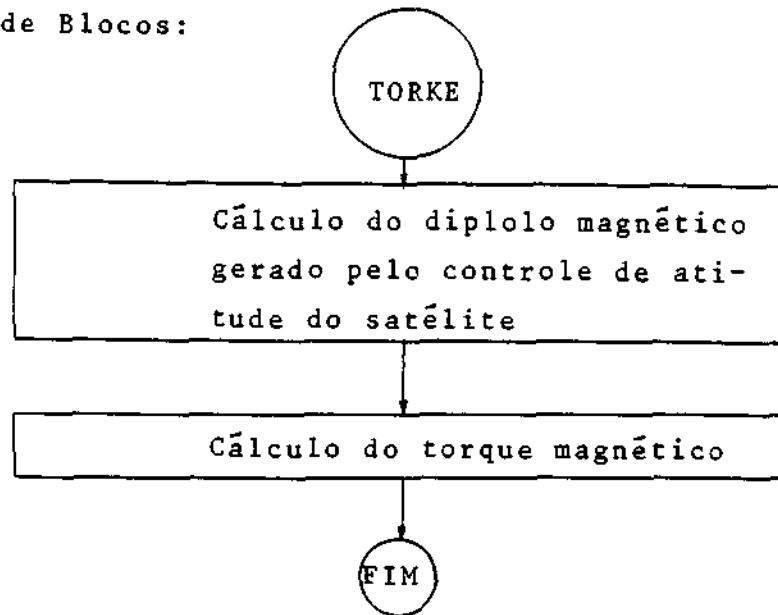 de Blocos:
TORKE
Cálculo do diplolo magnético
gerado pelo controle de ati-
tude do satélite
Cálculo do torque magnético
FIM